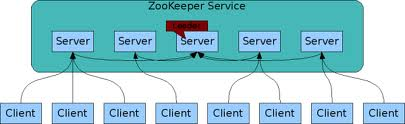 ZooKeeper Service
Leader
Server Server Server Server Server
Client Client Client Client Client Client Client Client